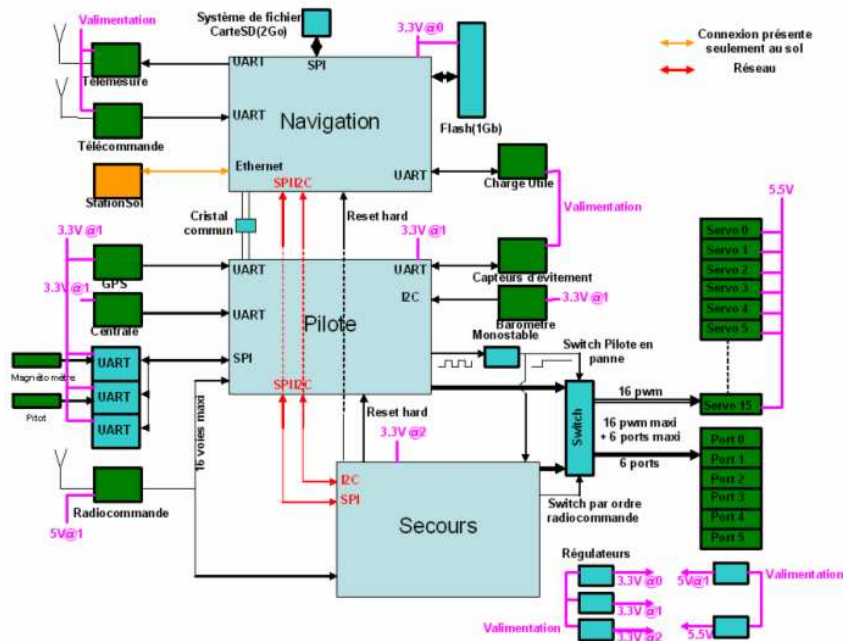 Système de fichier
CarteSD(2Go)
3.3V@0
Valimentation
Connexion présente
seulement au sol
Réseau
UART
SPI
Télémesure
Navigation
UART
Télécommande
Flash(1Gb)
Ethernet
SPI I2C
UART
StationSol
Charge Utile
Cristal
commun
Reset hard
Valimentation
5.5V
3.3V @1
3.3V@1
Servo 0
Servo 1
Servo 2
Servo 3
Servo 4
Servo 5
GPS
UART
UART
Capteurs d'évitement
3.3V @1
I2C
Centrale
UART
Pilote
Baromètre
3.3V@1
Monostable
Switch Pilote en
panne
UART
UART
UART
SPI
Magnétomètre
Pitot
SPI I2C
16 voies maxi
Reset hard
Switch
16 pwm
Servo 15
16 pwm maxi
+ 6 ports maxi
6 ports
3.3V@2
Port 0
Port 1
Port 2
Port 3
Port 4
Port 5
I2C
SPI
Radiocommande
5V@1
Secours
Switch par ordre
radiocommande
Régulateurs
3.3V@0
5V@1
Valimentation
3.3V@1
Valimentation
3.3V@2
5.5V